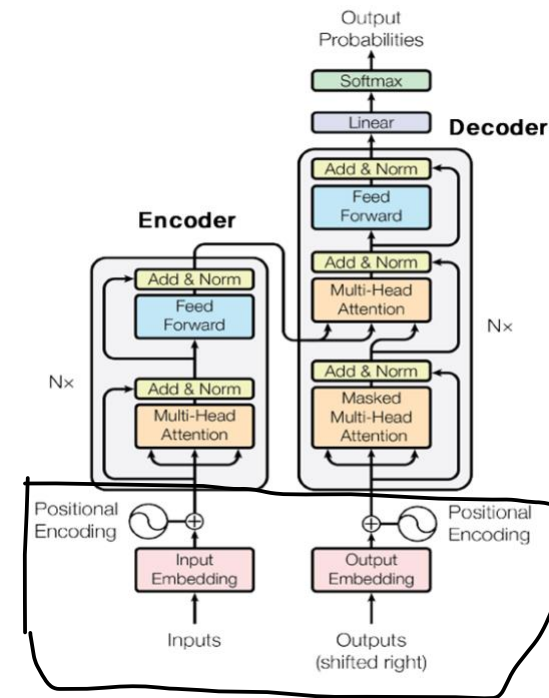 Output
Probabilities
Softmax
Linear
Decoder
Add & Norm
Feed
Forward
Add & Norm
Multi-Head
Attention
Nx
Add & Norm
Masked
Multi-Head
Attention
Encoder
Add & Norm
Feed
Forward
Nx
Add & Norm
Multi-Head
Attention
Positional
Encoding
Positional
Encoding
Input
Embedding
Output
Embedding
Inputs
Outputs
(shifted right)